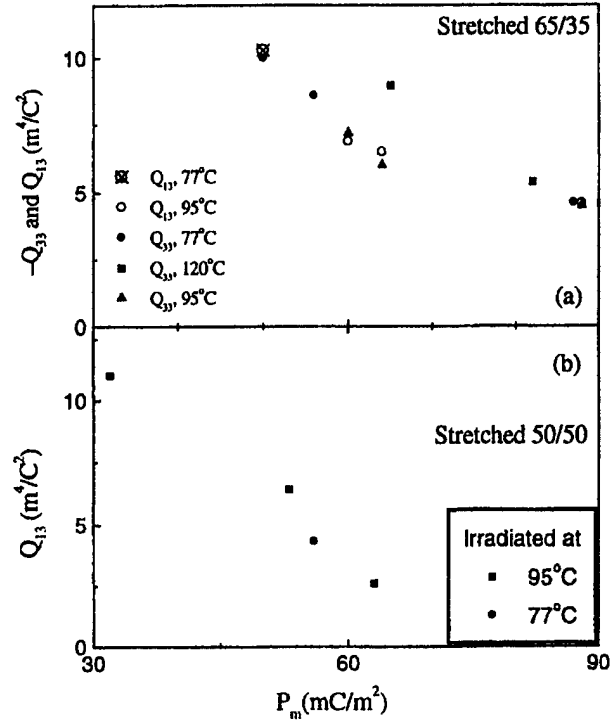 Stretched 65/35
10
5
0
−Q33 and Q13 (m⁴/C²)
Q13, 77°C
Q13, 95°C
Q33, 77°C
Q33, 120°C
Q33, 95°C
(a)
(b)
Stretched 50/50
10
5
0
Q13 (m⁴/C²)
Irradiated at
95°C
77°C
30
60
90
Pm(mC/m²)